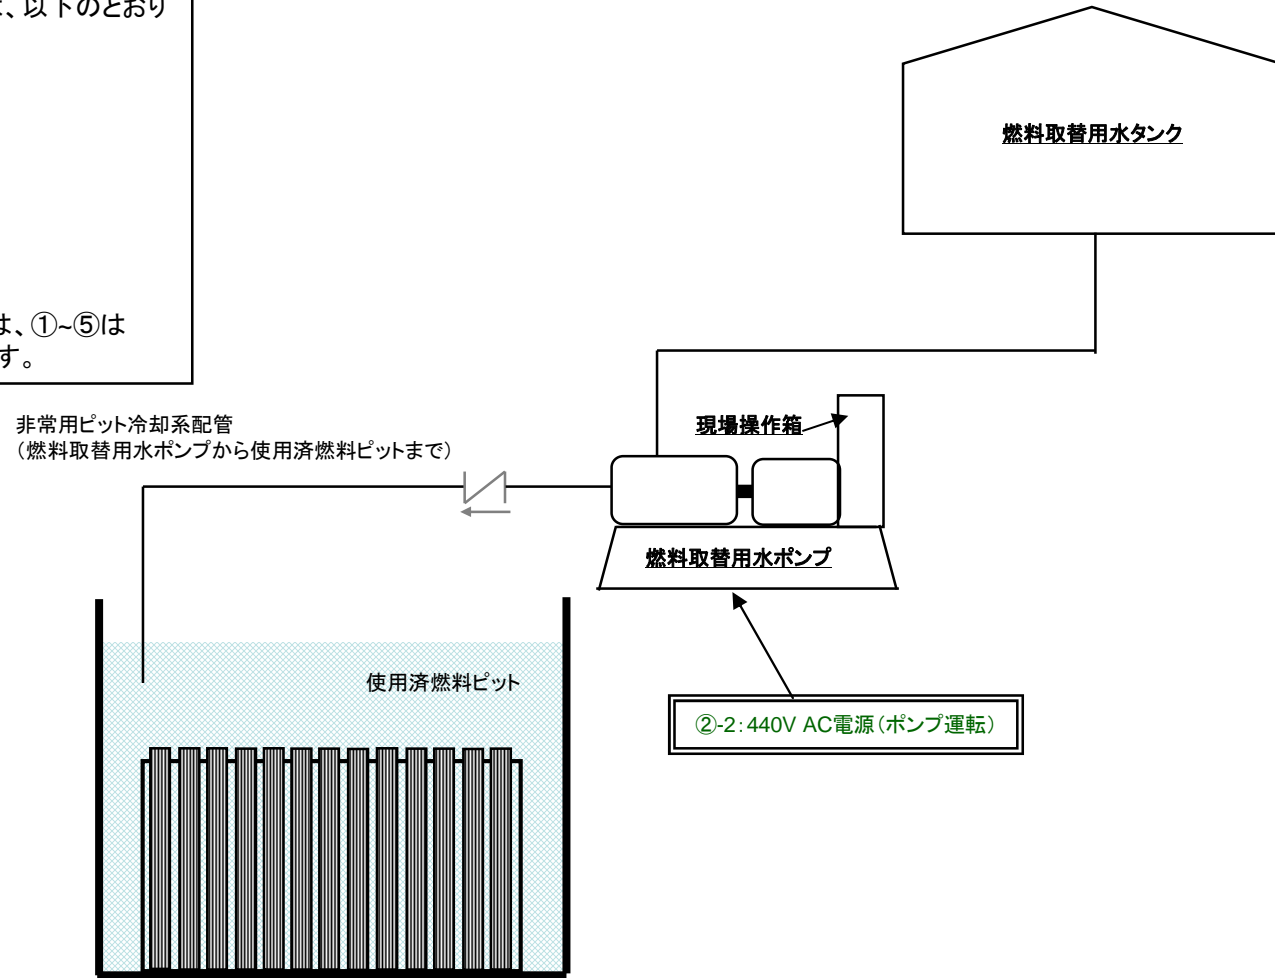 、以下のとおり
は、①~⑤は
す。
燃料取替用水タンク
非常用ピット冷却系配管
(燃料取替用水ポンプから使用済燃料ピットまで)
現場操作箱
燃料取替用水ポンプ
使用済燃料ピット
②-2:440V AC電源(ポンプ運転)